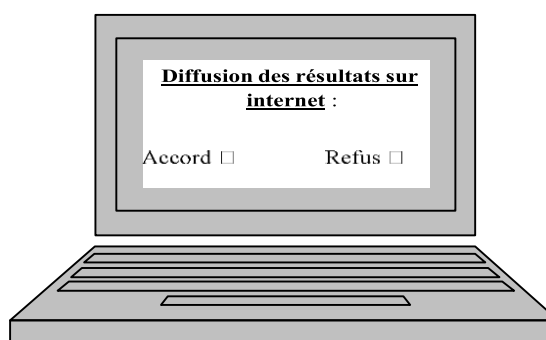 Diffusion des résultats sur
internet :
Accord □ Refus □